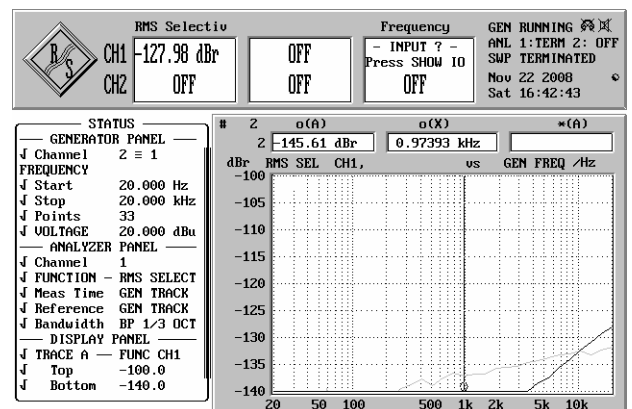 RMS Selectiv
Frequency
GEN RUNNING
R&S
CH1 -127.98 dBr
OFF
- INPUT ? -
Press SHOW IO
ANL 1:TERM 2: OFF
SWP TERMINATED
CH2 OFF
OFF
OFF
Nov 22 2008
Sat 16:42:43
STATUS
GENERATOR PANEL
Channel 2 ≡ 1
FREQUENCY
Start 20.000 Hz
Stop 20.000 kHz
Points 33
VOLTAGE 20.000 dBu
ANALYZER PANEL
Channel 1
FUNCTION - RMS SELECT
Meas Time GEN TRACK
Reference GEN TRACK
Bandwidth BP 1/3 OCT
DISPLAY PANEL
TRACE A — FUNC CH1
Top -100.0
Bottom -140.0
# 2 o(A) o(X) *(A)
2 -145.61 dBr 0.97393 kHz
dBr RMS SEL CH1, vs GEN FREQ /Hz
-100
-105
-110
-115
-120
-125
-130
-135
-140
20 50 100 500 1k 2k 5k 10k